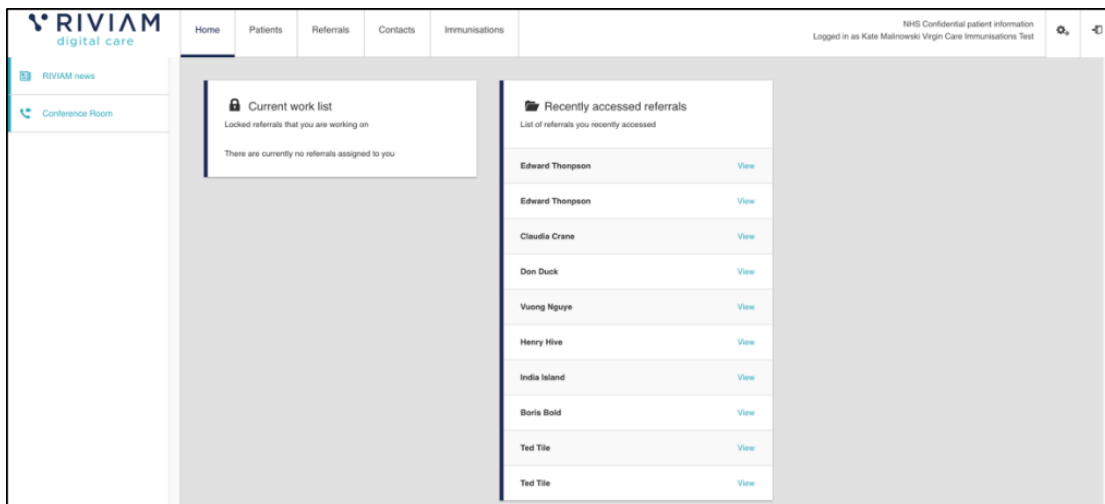 RIVIAM
digital care
Home
Patients
Referrals
Contacts
Immunisations
NHS Confidential patient information
Logged in as Kate Malinowski Virgin Care Immunisations Test
RIVIAM news
Conference Room
Current work list
Locked referrals that you are working on
There are currently no referrals assigned to you
Recently accessed referrals
List of referrals you recently accessed
Edward Thonpson View
Edward Thonpson View
Claudia Crane View
Don Duck View
Vuong Nguye View
Henry Hive View
India Island View
Boris Bold View
Ted Tile View
Ted Tile View